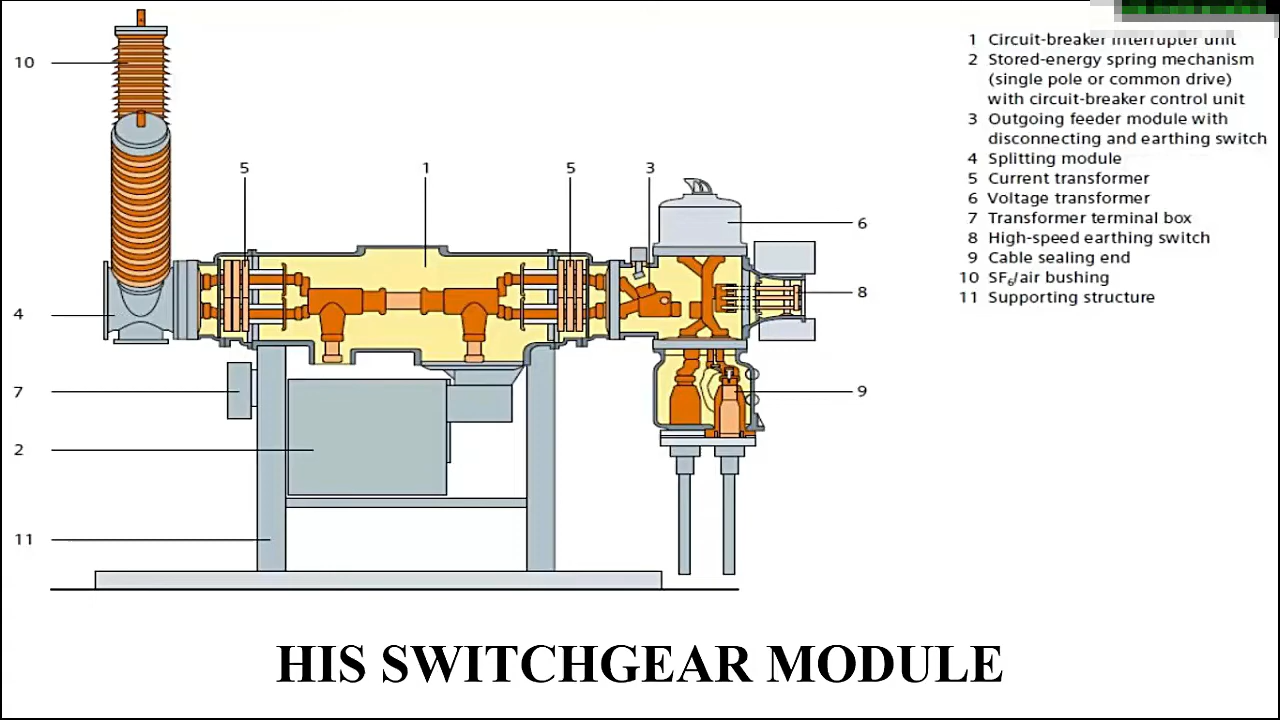 10
5
1
5
3
6
8
4
7
9
2
11
1 Circuit-breaker interrupter unit
2 Stored-energy spring mechanism
(single pole or common drive)
with circuit-breaker control unit
3 Outgoing feeder module with
disconnecting and earthing switch
4 Splitting module
5 Current transformer
6 Voltage transformer
7 Transformer terminal box
8 High-speed earthing switch
9 Cable sealing end
10 SF₆/air bushing
11 Supporting structure
HIS SWITCHGEAR MODULE